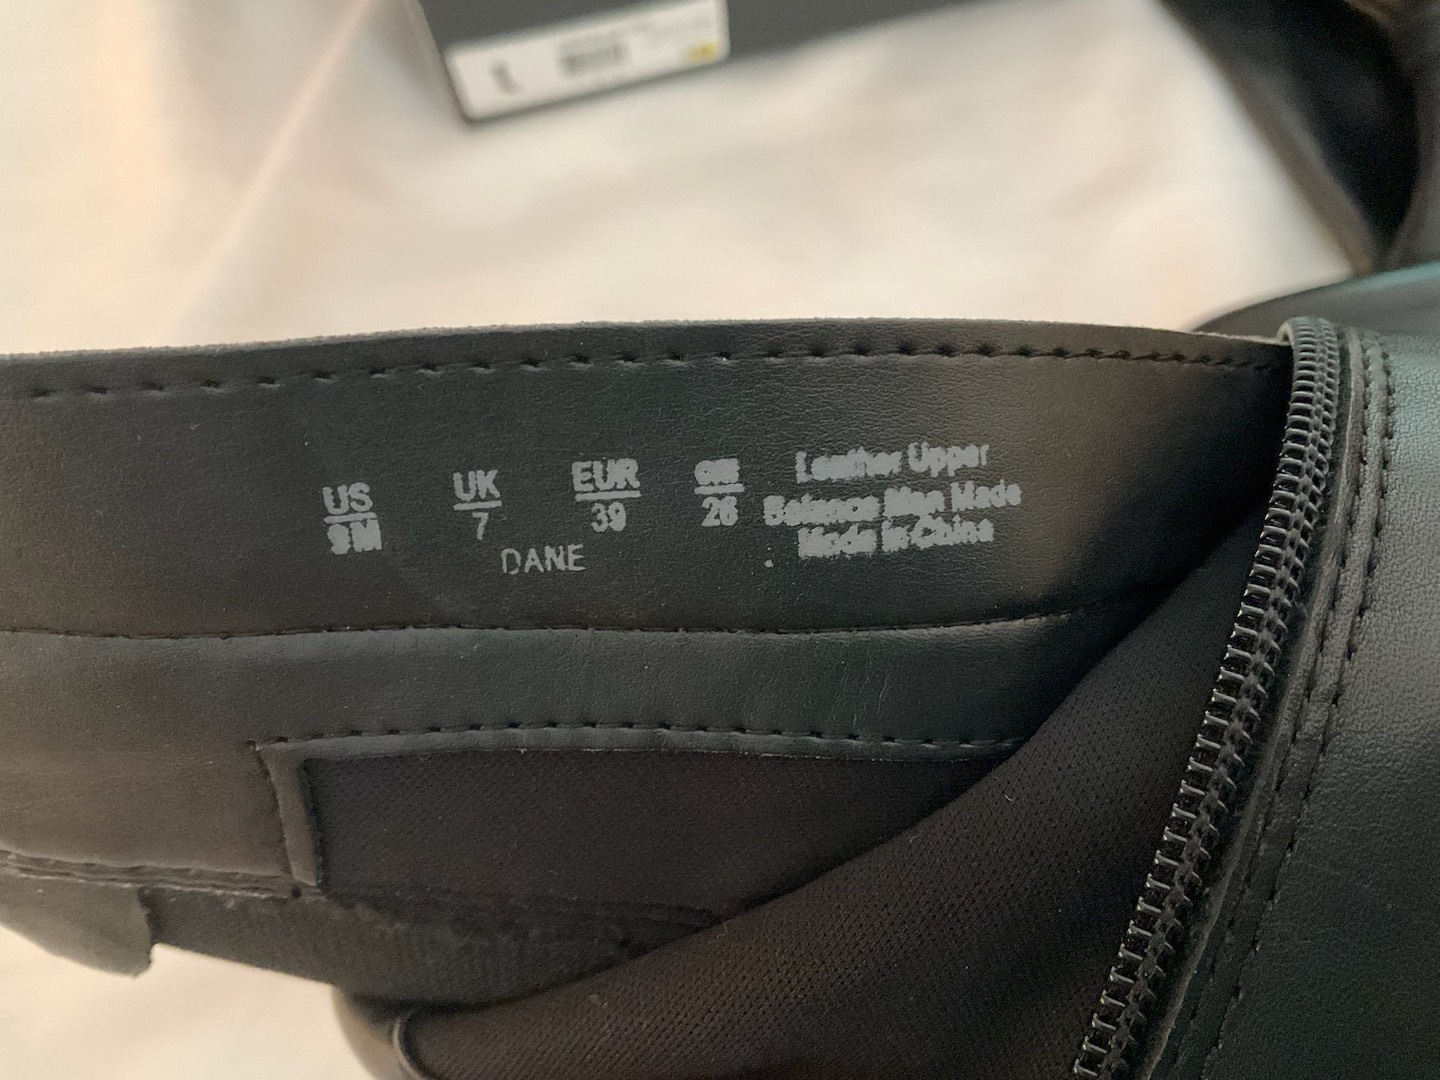 US UK EUR
9M 7 39 26
DANE
Leather Upper
Balance Man Made
Made in China